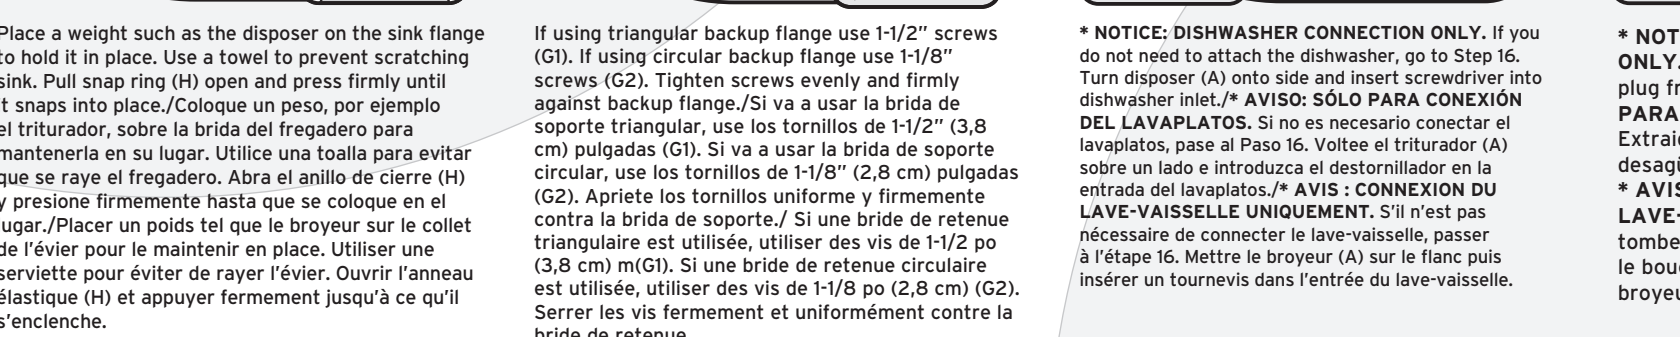 Place a weight such as the disposer on the sink flange
to hold it in place. Use a towel to prevent scratching
sink. Pull snap ring (H) open and press firmly until
it snaps into place./Coloque un peso, por ejemplo
el triturador, sobre la brida del fregadero para
mantenerla en su lugar. Utilice una toalla para evitar
que se raye el fregadero. Abra el anillo de cierre (H)
y presione firmemente hasta que se coloque en el
lugar./Placer un poids tel que le broyeur sur le collet
de l’évier pour le maintenir en place. Utiliser une
serviette pour éviter de rayer l’évier. Ouvrir l’anneau
élastique (H) et appuyer fermement jusqu’à ce qu’il
s’enclenche.
If using triangular backup flange use 1-1/2” screws
(G1). If using circular backup flange use 1-1/8”
screws (G2). Tighten screws evenly and firmly
against backup flange./Si va a usar la brida de
soporte triangular, use los tornillos de 1-1/2” (3,8
cm) pulgadas (G1). Si va a usar la brida de soporte
circular, use los tornillos de 1-1/8” (2,8 cm) pulgadas
(G2). Apriete los tornillos uniforme y firmemente
contra la brida de soporte./ Si une bride de retenue
triangulaire est utilisée, utiliser des vis de 1-1/2 po
(3,8 cm) m(G1). Si une bride de retenue circulaire
est utilisée, utiliser des vis de 1-1/8 po (2,8 cm) (G2).
Serrer les vis fermement et uniformément contre la
bride de retenue.
* NOTICE: DISHWASHER CONNECTION ONLY. If you
do not need to attach the dishwasher, go to Step 16.
Turn disposer (A) onto side and insert screwdriver into
dishwasher inlet./* AVISO: SÓLO PARA CONEXIÓN
DEL LAVAPLATOS. Si no es necesario conectar el
lavaplatos, pase al Paso 16. Voltee el triturador (A)
sobre un lado e introduzca el destornillador en la
entrada del lavaplatos./* AVIS : CONNEXION DU
LAVE-VAISSELLE UNIQUEMENT. S’il n’est pas
nécessaire de connecter le lave-vaisselle, passer
à l’étape 16. Mettre le broyeur (A) sur le flanc puis
insérer un tournevis dans l’entrée du lave-vaisselle.
* NOT
ONLY.
plug fr
PARA
Extraig
desagü
* AVIS
LAVE-
tombe
le bouc
broyeu